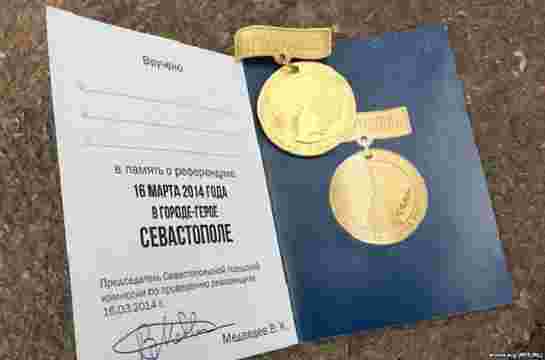 Вручено
в память о референдуме
16 МАРТА 2014 ГОДА
В ГОРОДЕ-ГЕРОЕ
СЕВАСТОПОЛЕ
Председатель Севастопольской городской
комиссии по проведению референдума
16.03.2014 г.
Медведев В. К.